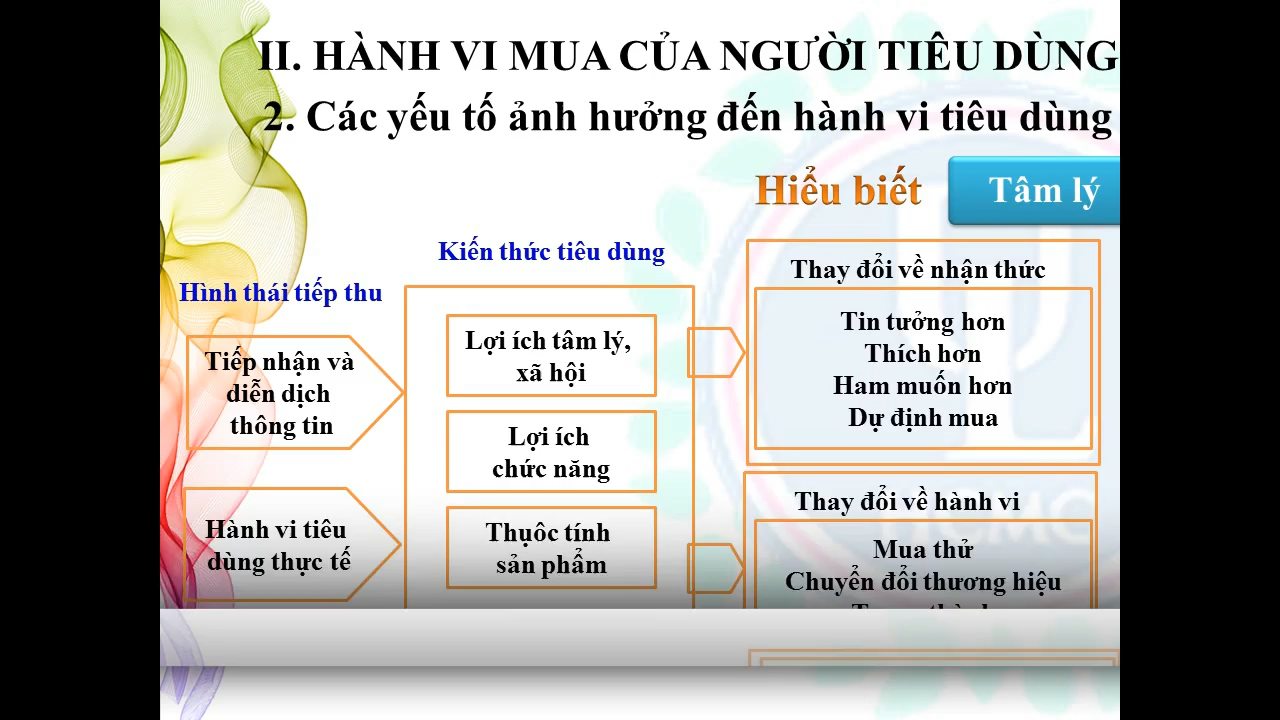 II. HÀNH VI MUA CỦA NGƯỜI TIÊU DÙNG
2. Các yếu tố ảnh hưởng đến hành vi tiêu dùng
Hiểu biết
Tâm lý
Kiến thức tiêu dùng
Hình thái tiếp thu
Tiếp nhận và
diễn dịch
thông tin
Hành vi tiêu
dùng thực tế
Lợi ích tâm lý,
xã hội
Lợi ích
chức năng
Thụôc tính
sản phẩm
Thay đổi về nhận thức
Tin tưởng hơn
Thích hơn
Ham muốn hơn
Dự định mua
Thay đổi về hành vi
Mua thử
Chuyển đổi thương hiệu